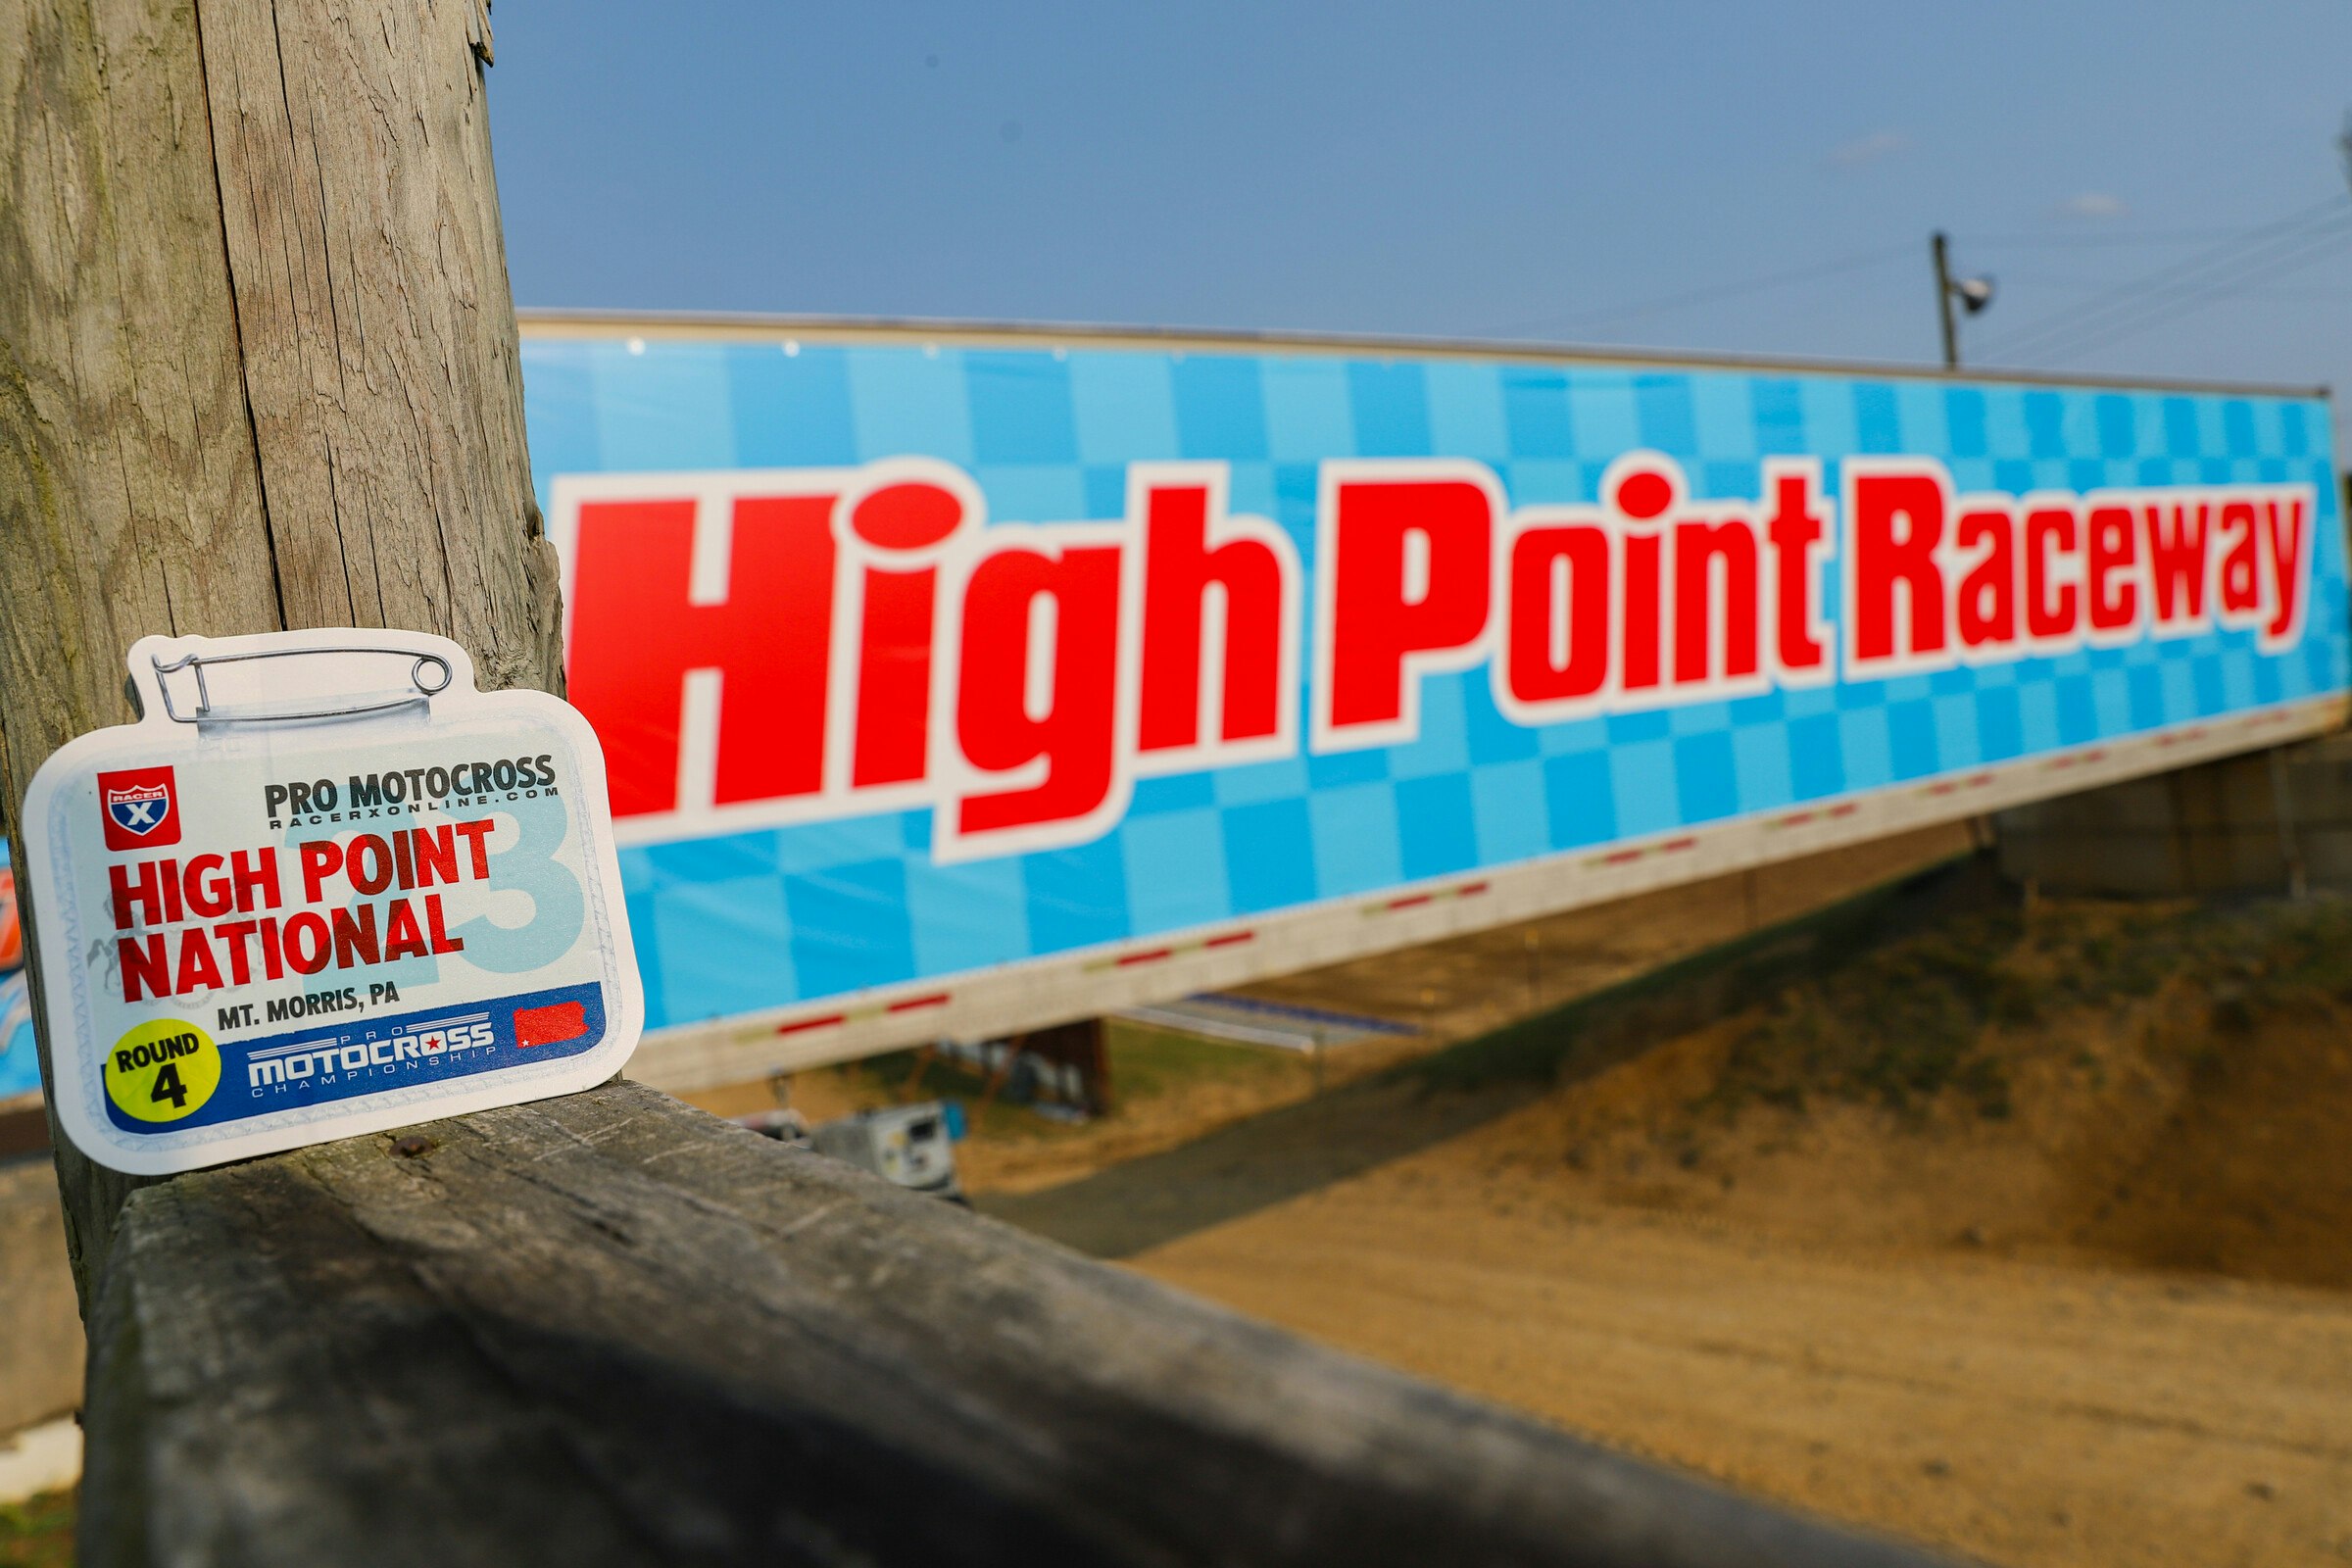 High Point Raceway
RACER
X
PRO MOTOCROSS
RACERXONLINE.COM
23
HIGH POINT
NATIONAL
MT. MORRIS, PA
ROUND
4
PRO
MOTOCROSS
CHAMPIONSHIP